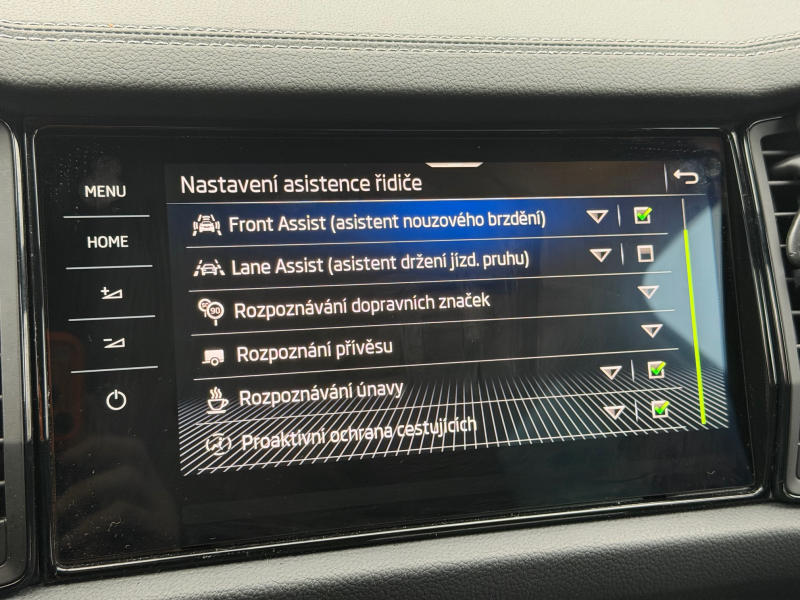 Nastavení asistence řidiče
MENU
HOME
Front Assist (asistent nouzového brzdění)
Lane Assist (asistent držení jízd. pruhu)
Rozpoznávání dopravních značek
90
Rozpoznání přívěsu
Rozpoznávání únavy
Proaktivní ochrana cestujících